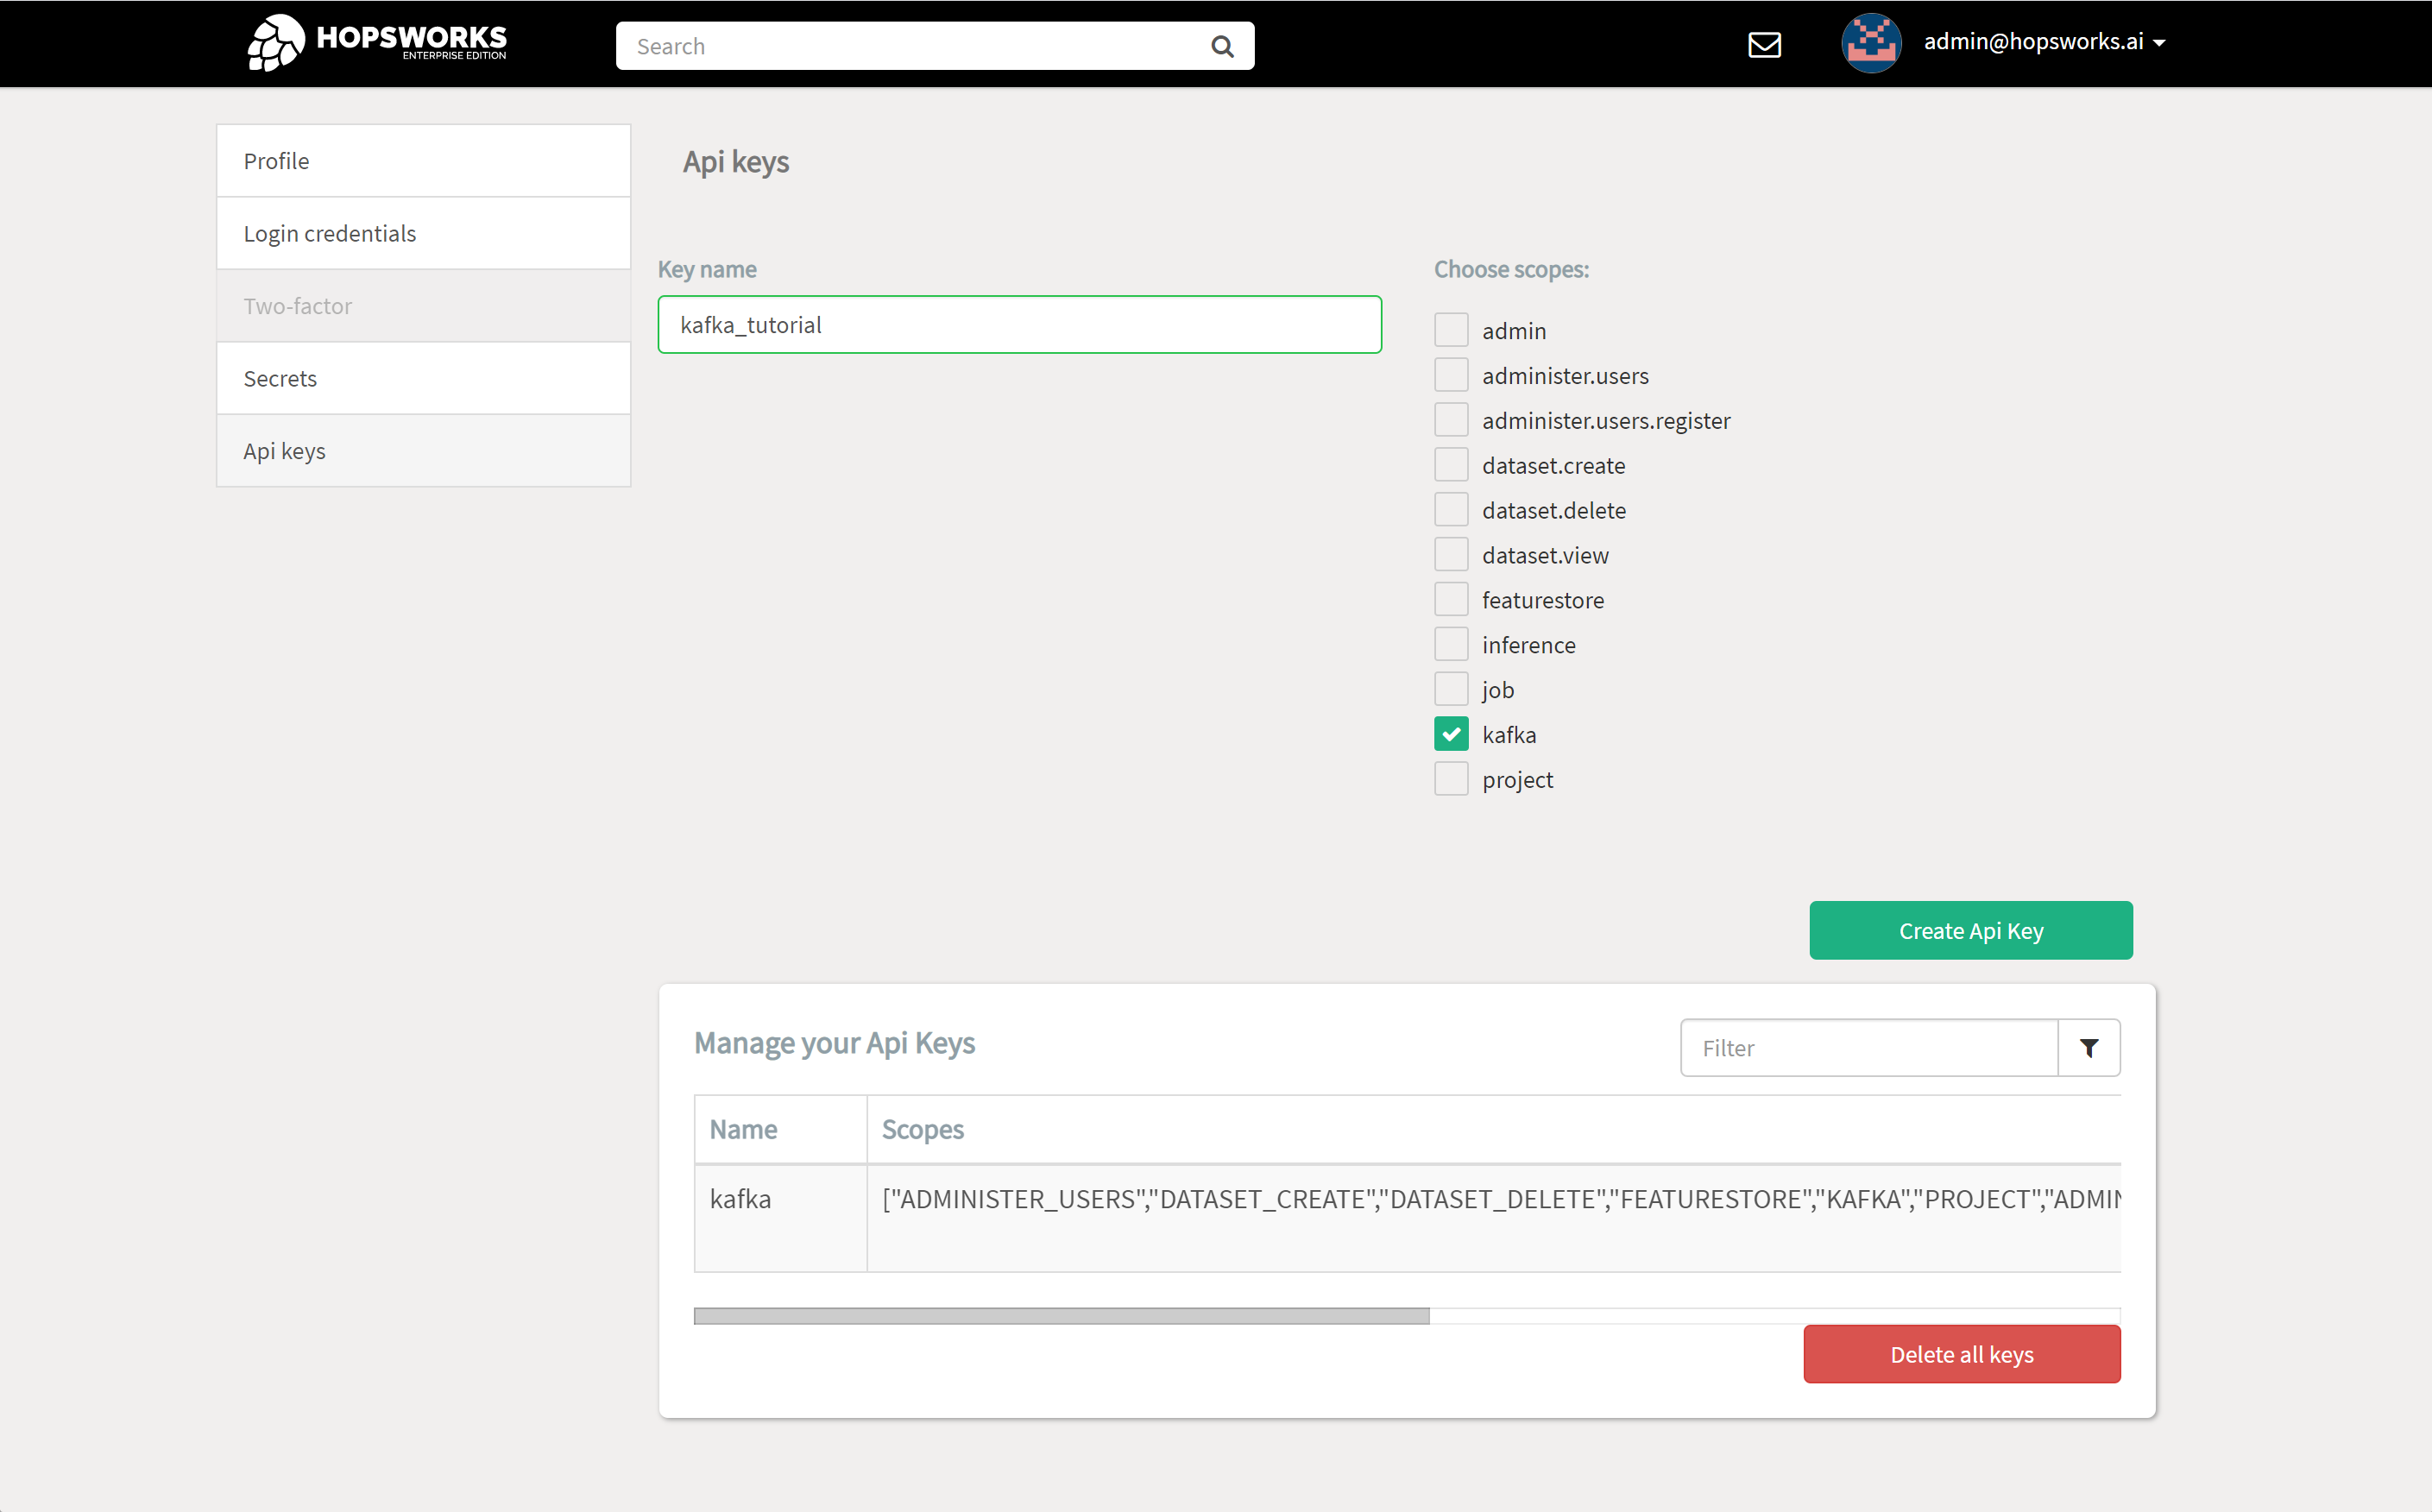 HOPSWORKS
ENTERPRISE EDITION
Search
admin@hopsworks.ai
Profile
Login credentials
Two-factor
Secrets
Api keys
Api keys
Key name
kafka_tutorial
Choose scopes:
admin
administer.users
administer.users.register
dataset.create
dataset.delete
dataset.view
featurestore
inference
job
kafka
project
Create Api Key
Manage your Api Keys
Filter
Name Scopes
kafka ["ADMINISTER_USERS","DATASET_CREATE","DATASET_DELETE","FEATURESTORE","KAFKA","PROJECT","ADMIN
Delete all keys